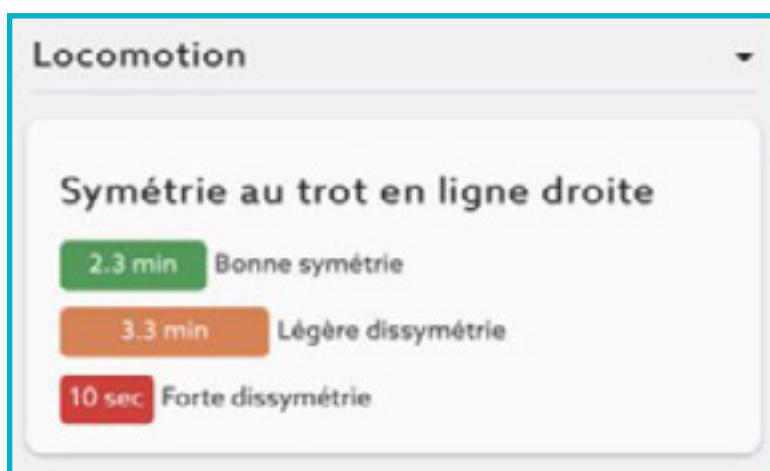 Locomotion
Symétrie au trot en ligne droite
2.3 min Bonne symétrie
3.3 min Légère dissymétrie
10 sec Forte dissymétrie